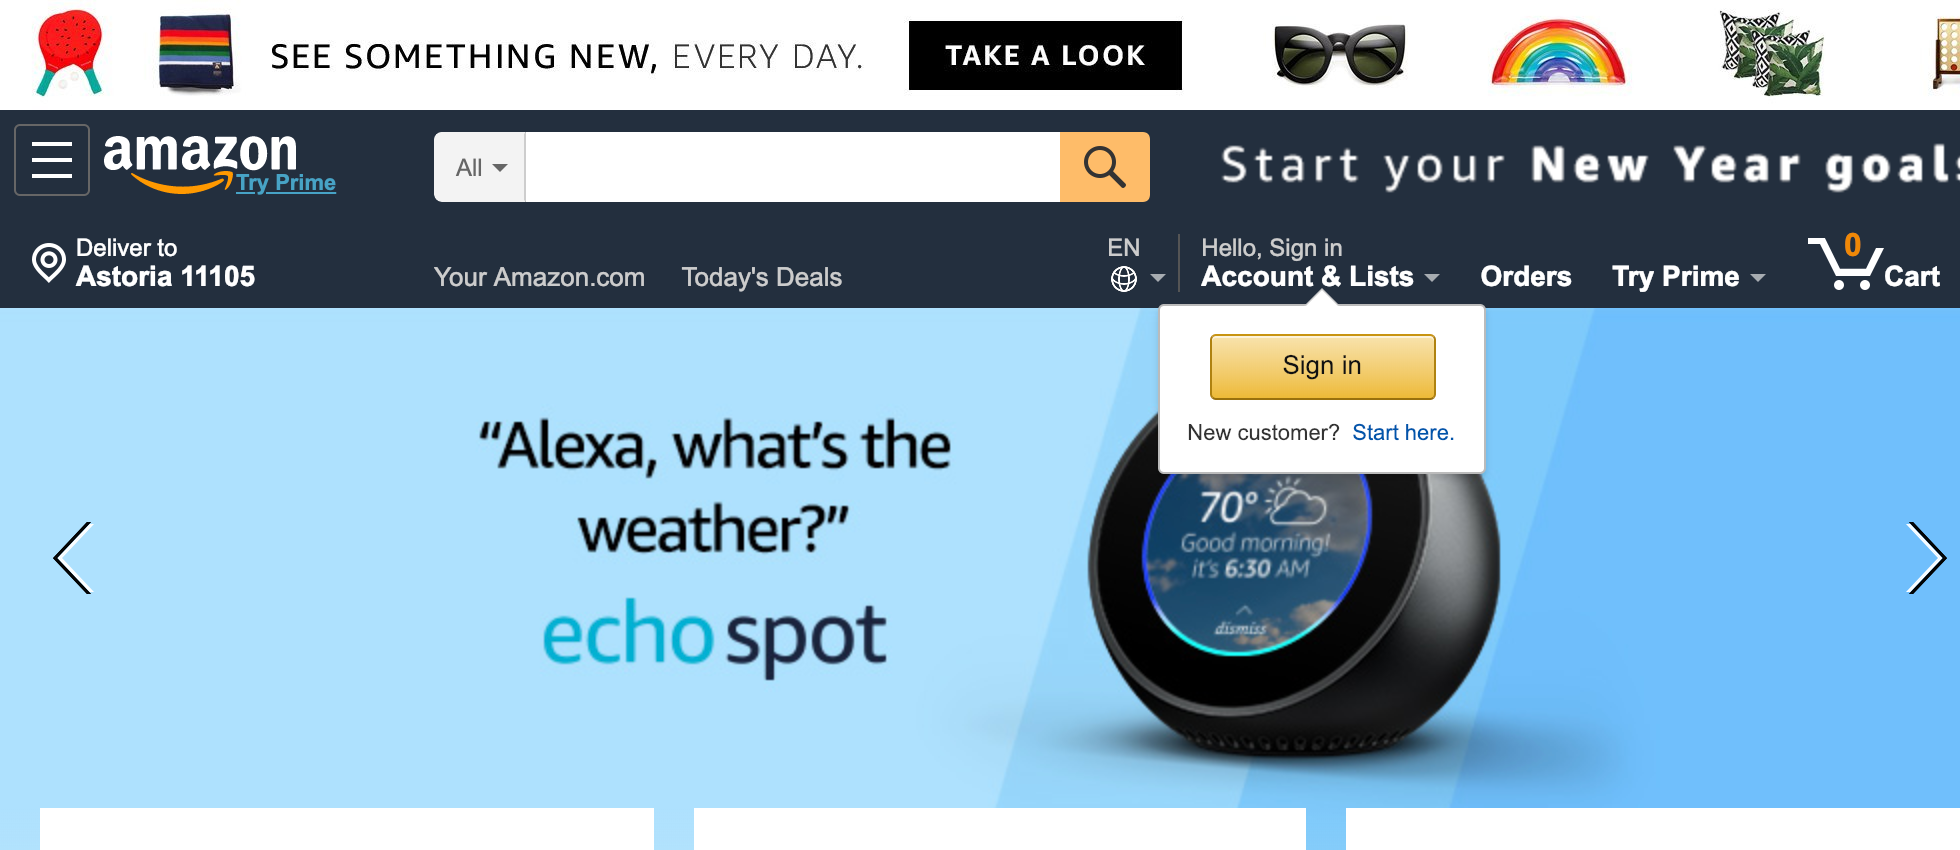 SEE SOMETHING NEW, EVERY DAY.
TAKE A LOOK
amazon
Try Prime
All
Start your New Year goals
Deliver to
Astoria 11105
Your Amazon.com
Today's Deals
EN
Hello, Sign in
Account & Lists
Orders
Try Prime
0
Cart
Sign in
New customer? Start here.
“Alexa, what’s the
weather?”
echo spot
70°
Good morning!
it's 6:30 AM
dismiss